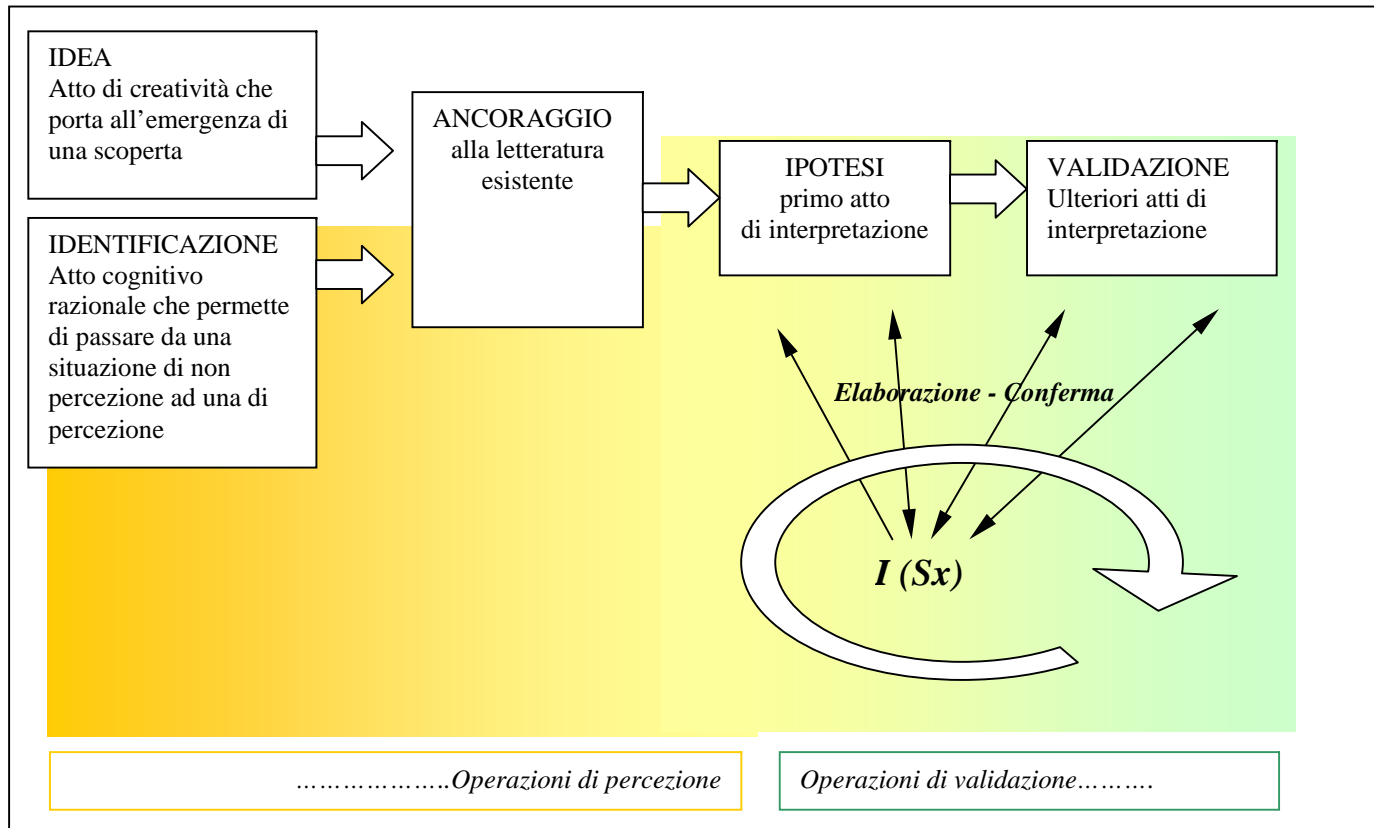 IDEA
Atto di creatività che
porta all’emergenza di
una scoperta
IDENTIFICAZIONE
Atto cognitivo
razionale che permette
di passare da una
situazione di non
percezione ad una di
percezione
ANCORAGGIO
alla letteratura
esistente
IPOTESI
primo atto
di interpretazione
VALIDAZIONE
Ulteriori atti di
interpretazione
Elaborazione - Conferma
I (Sx)
………………..Operazioni di percezione
Operazioni di validazione……….